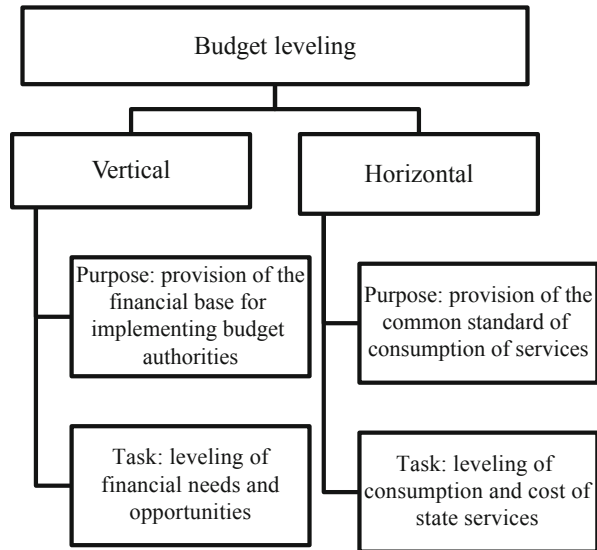 Budget leveling
Vertical
Horizontal
Purpose: provision of the
financial base for
implementing budget
authorities
Purpose: provision of the
common standard of
consumption of services
Task: leveling of
financial needs and
opportunities
Task: leveling of
consumption and cost of
state services